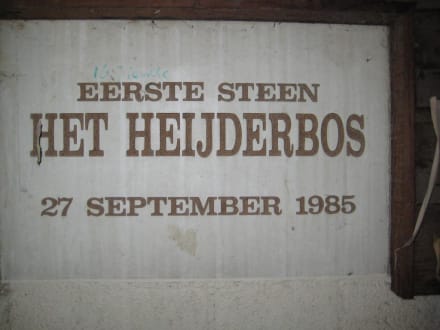 EERSTE STEEN
HET HEIJDERBOS
27 SEPTEMBER 1985